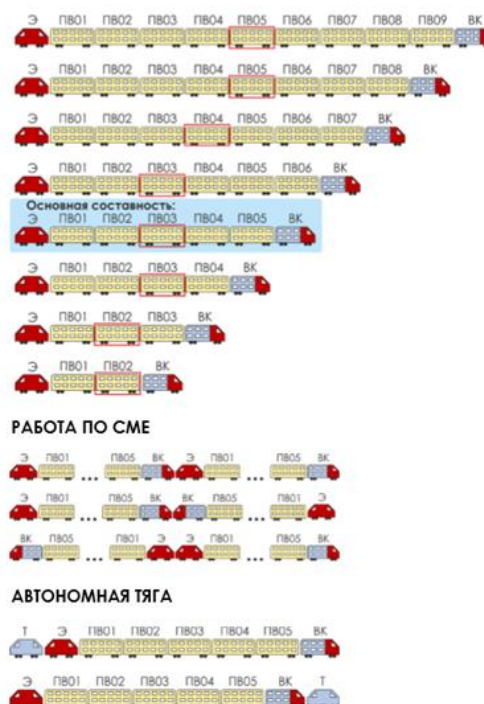 Э ПВ01 ПВ02 ПВ03 ПВ04 ПВ05 ПВ06 ПВ07 ПВ08 ПВ09 ВК
Э ПВ01 ПВ02 ПВ03 ПВ04 ПВ05 ПВ06 ПВ07 ПВ08 ВК
Э ПВ01 ПВ02 ПВ03 ПВ04 ПВ05 ПВ06 ПВ07 ВК
Э ПВ01 ПВ02 ПВ03 ПВ04 ПВ05 ПВ06 ВК
Основная составность:
Э ПВ01 ПВ02 ПВ03 ПВ04 ПВ05 ВК
Э ПВ01 ПВ02 ПВ03 ПВ04 ВК
Э ПВ01 ПВ02 ПВ03 ВК
Э ПВ01 ПВ02 ВК
РАБОТА ПО СМЕ
Э ПВ01 ... ПВ05 ВК Э ПВ01 ... ПВ05 ВК
Э ПВ01 ... ПВ05 ВК ВК ПВ05 ... ПВ01 Э
ВК ПВ05 ... ПВ01 Э Э ПВ01 ... ПВ05 ВК
АВТОНОМНАЯ ТЯГА
Т Э ПВ01 ПВ02 ПВ03 ПВ04 ПВ05 ВК
Э ПВ01 ПВ02 ПВ03 ПВ04 ПВ05 ВК Т